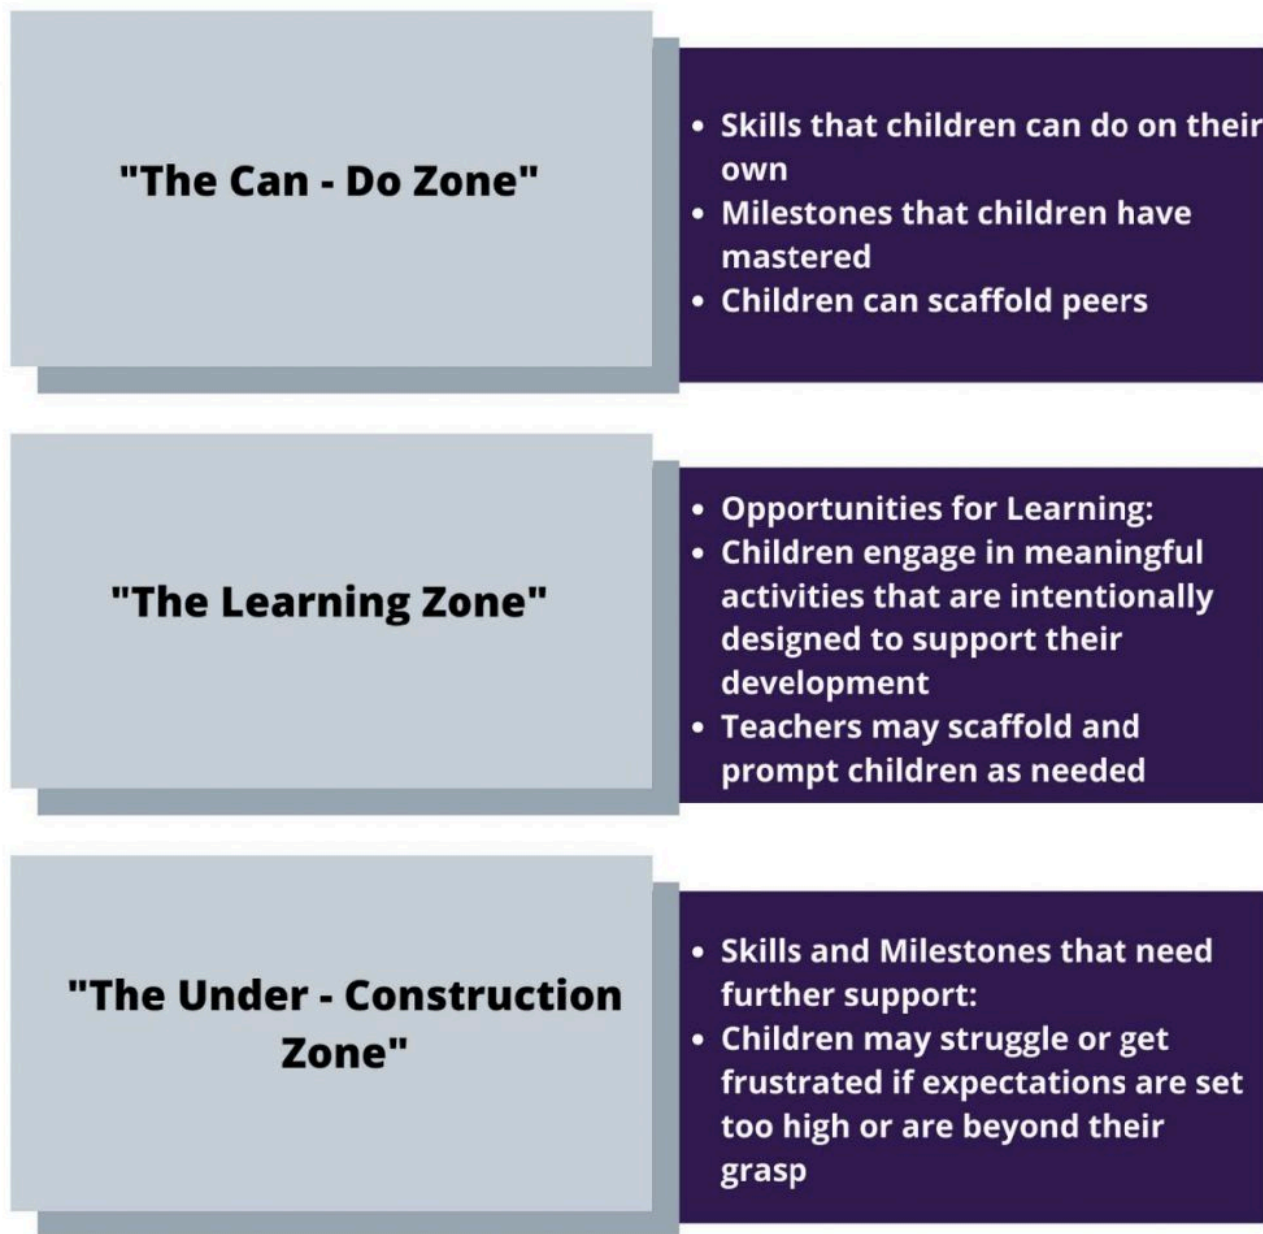 "The Can - Do Zone"
• Skills that children can do on their
own
• Milestones that children have
mastered
• Children can scaffold peers
"The Learning Zone"
• Opportunities for Learning:
• Children engage in meaningful
activities that are intentionally
designed to support their
development
• Teachers may scaffold and
prompt children as needed
"The Under - Construction
Zone"
• Skills and Milestones that need
further support:
• Children may struggle or get
frustrated if expectations are set
too high or are beyond their
grasp